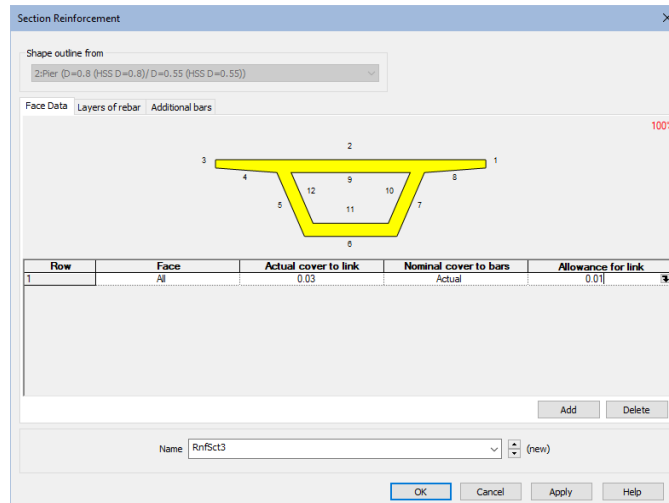 Section Reinforcement
Shape outline from
2:Pier (D=0.8 (HSS D=0.8)/ D=0.55 (HSS D=0.55))
Face Data Layers of rebar Additional bars
100%
2
3 1
4 9 8
12 10
5 11 7
6
Row Face Actual cover to link Nominal cover to bars Allowance for link
1 All 0.03 Actual 0.01
Add Delete
Name RnfSct3 (new)
OK Cancel Apply Help